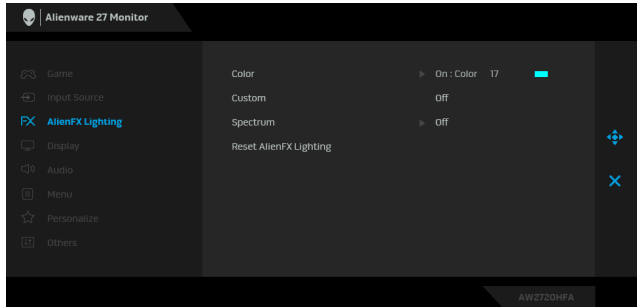 Alienware 27 Monitor
Game
Input Source
FX AlienFX Lighting
Display
Audio
Menu
Personalize
Others
Color On : Color 17
Custom Off
Spectrum Off
Reset AlienFX Lighting
AW2720HFA